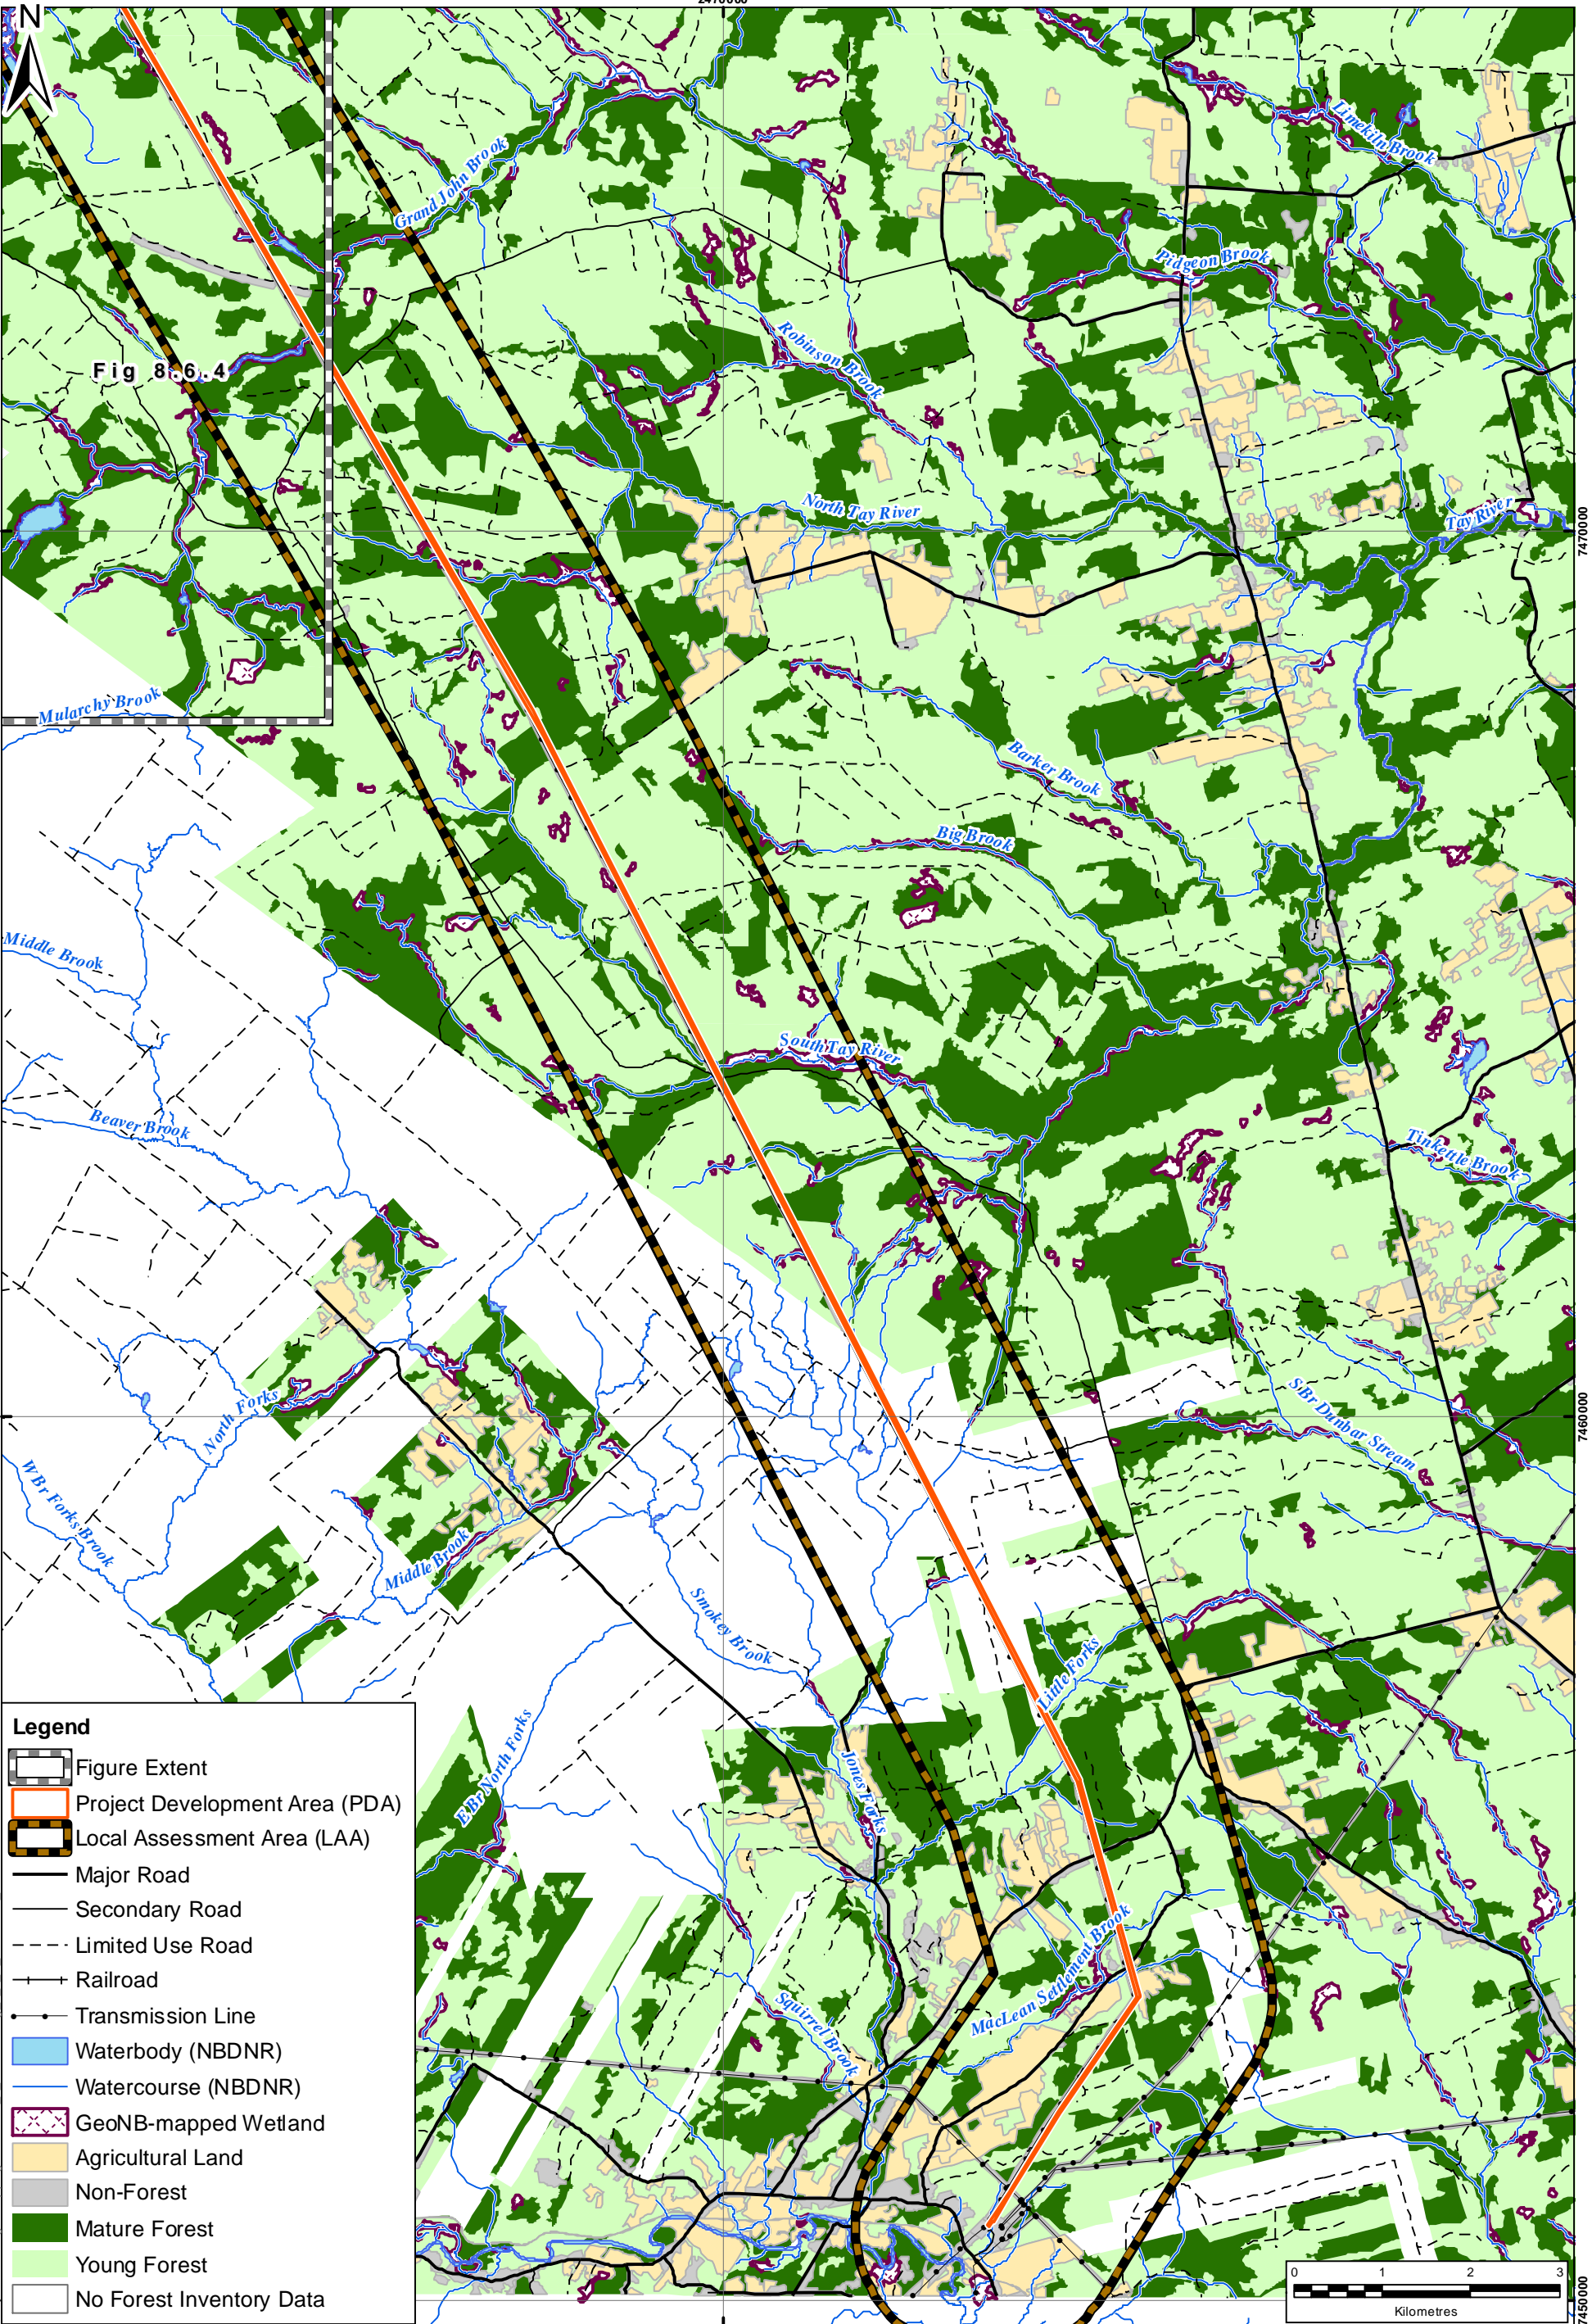 2470000
N
Limekiln Brook
Grand John Brook
Pidgeon Brook
Robinson Brook
Fig 8.6.4
North Tay River
Tay River
7470000
Mularchy Brook
Barker Brook
Big Brook
Middle Brook
South Tay River
Beaver Brook
Tinkettle Brook
North Forks
S Br Dunbar Stream
7460000
W Br Forks Brook
Middle Brook
Smokey Brook
Little Forks
E Br North Forks
Jones Forks
MacLean Settlement Brook
Squirrel Brook
Legend
Figure Extent
Project Development Area (PDA)
Local Assessment Area (LAA)
Major Road
Secondary Road
Limited Use Road
Railroad
Transmission Line
Waterbody (NBDNR)
Watercourse (NBDNR)
GeoNB-mapped Wetland
Agricultural Land
Non-Forest
Mature Forest
Young Forest
No Forest Inventory Data
0 1 2 3
Kilometres
7450000